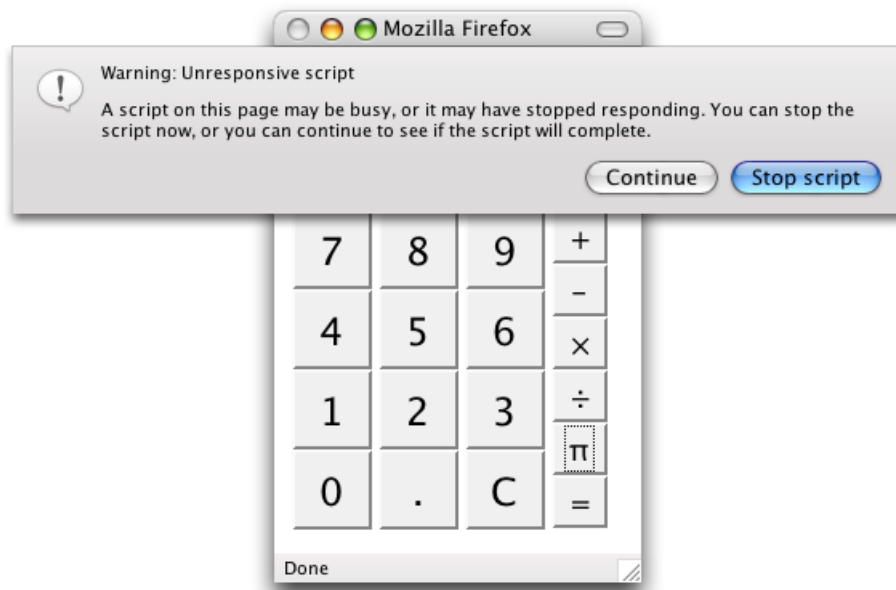 Mozilla Firefox
Warning: Unresponsive script
A script on this page may be busy, or it may have stopped responding. You can stop the
script now, or you can continue to see if the script will complete.
Continue Stop script
7 8 9 +
–
4 5 6 ×
1 2 3 ÷
π
0 . C =
Done